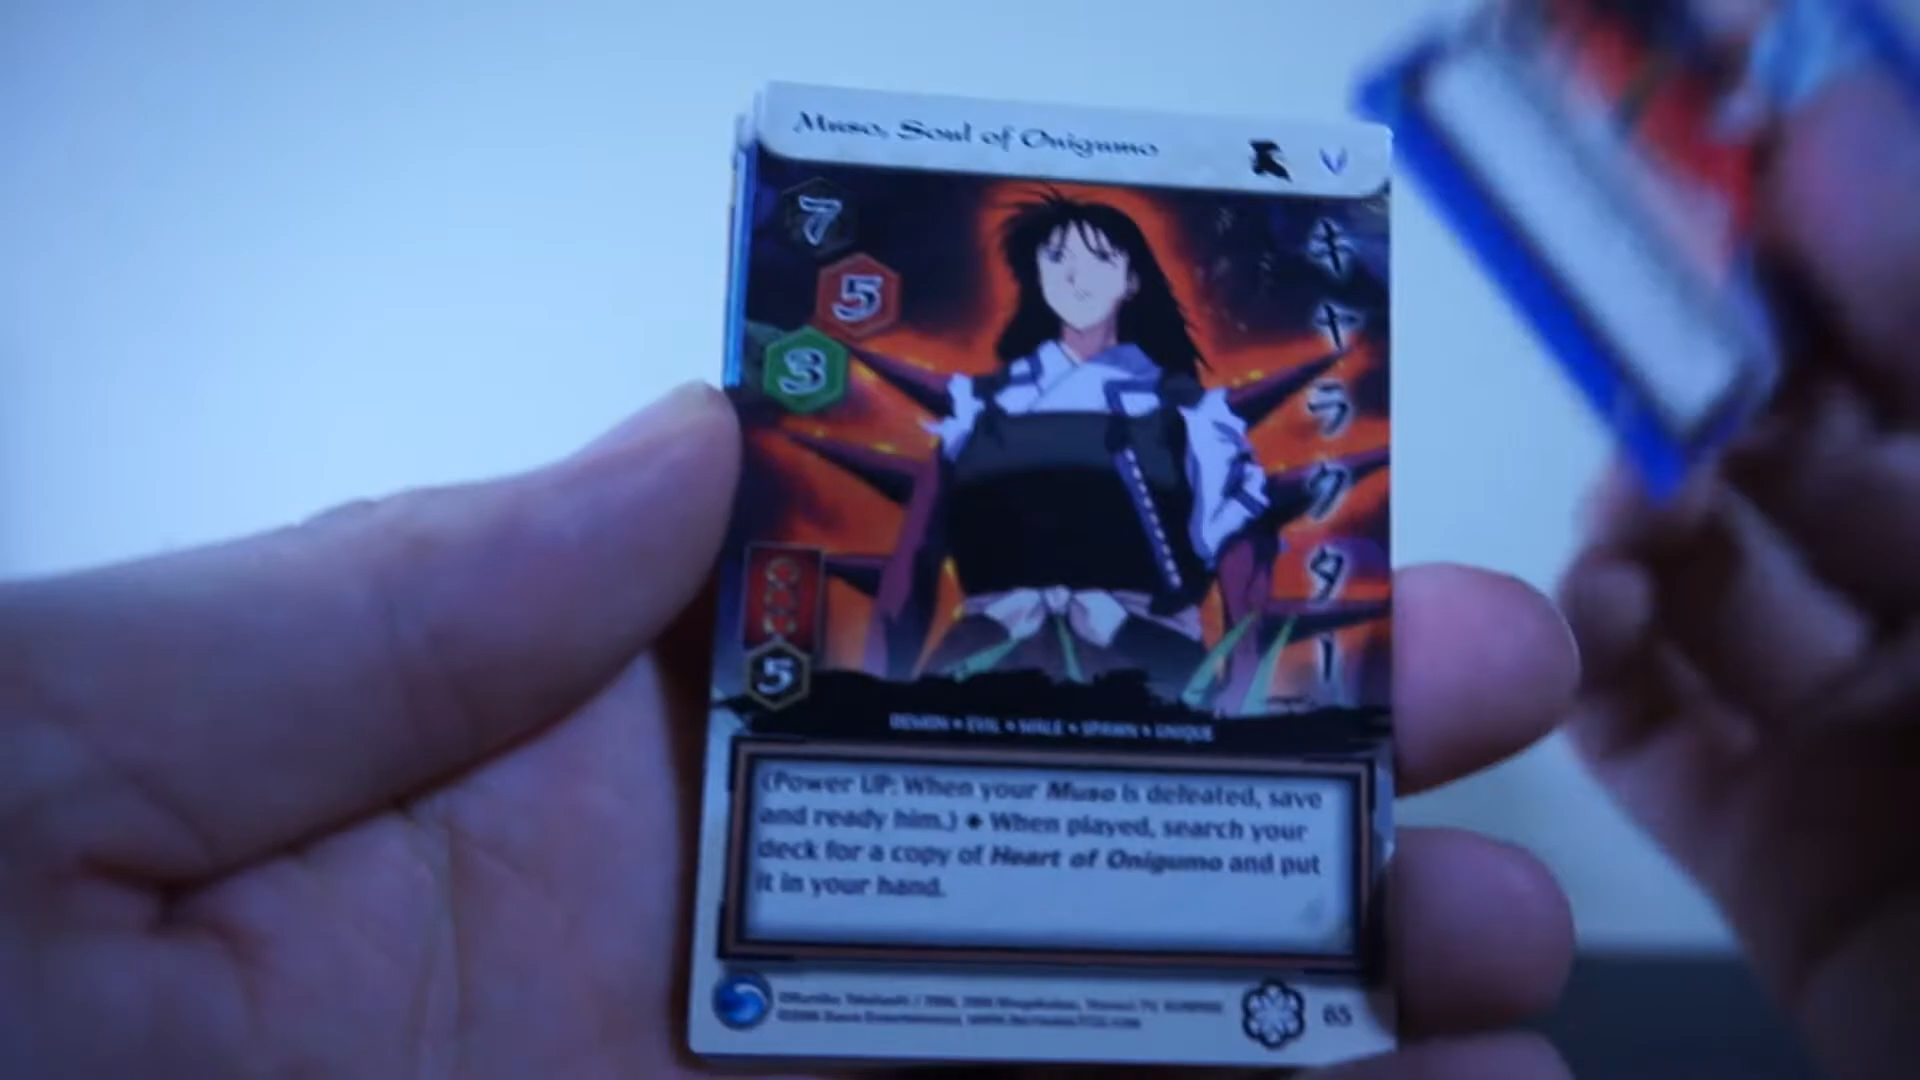 Muso, Soul of Onigumo
7
5
3
キャラクター
5
DEMON • EVIL • MALE • SPAWN • UNIQUE
(Power UP: When your Muso is defeated, save
and ready him.) ◆ When played, search your
deck for a copy of Heart of Onigumo and put
it in your hand.
65